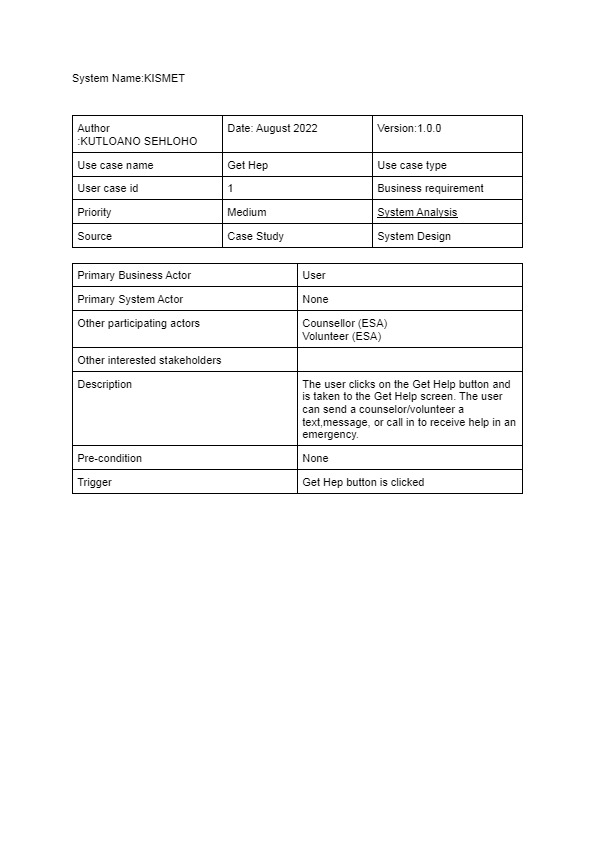 System Name:KISMET
Author
:KUTLOANO SEHLOHO
Date: August 2022
Version:1.0.0
Use case name
Get Hep
Use case type
User case id
1
Business requirement
Priority
Medium
System Analysis
Source
Case Study
System Design
Primary Business Actor
User
Primary System Actor
None
Other participating actors
Counsellor (ESA)
Volunteer (ESA)
Other interested stakeholders
Description
The user clicks on the Get Help button and
is taken to the Get Help screen. The user
can send a counselor/volunteer a
text,message, or call in to receive help in an
emergency.
Pre-condition
None
Trigger
Get Hep button is clicked